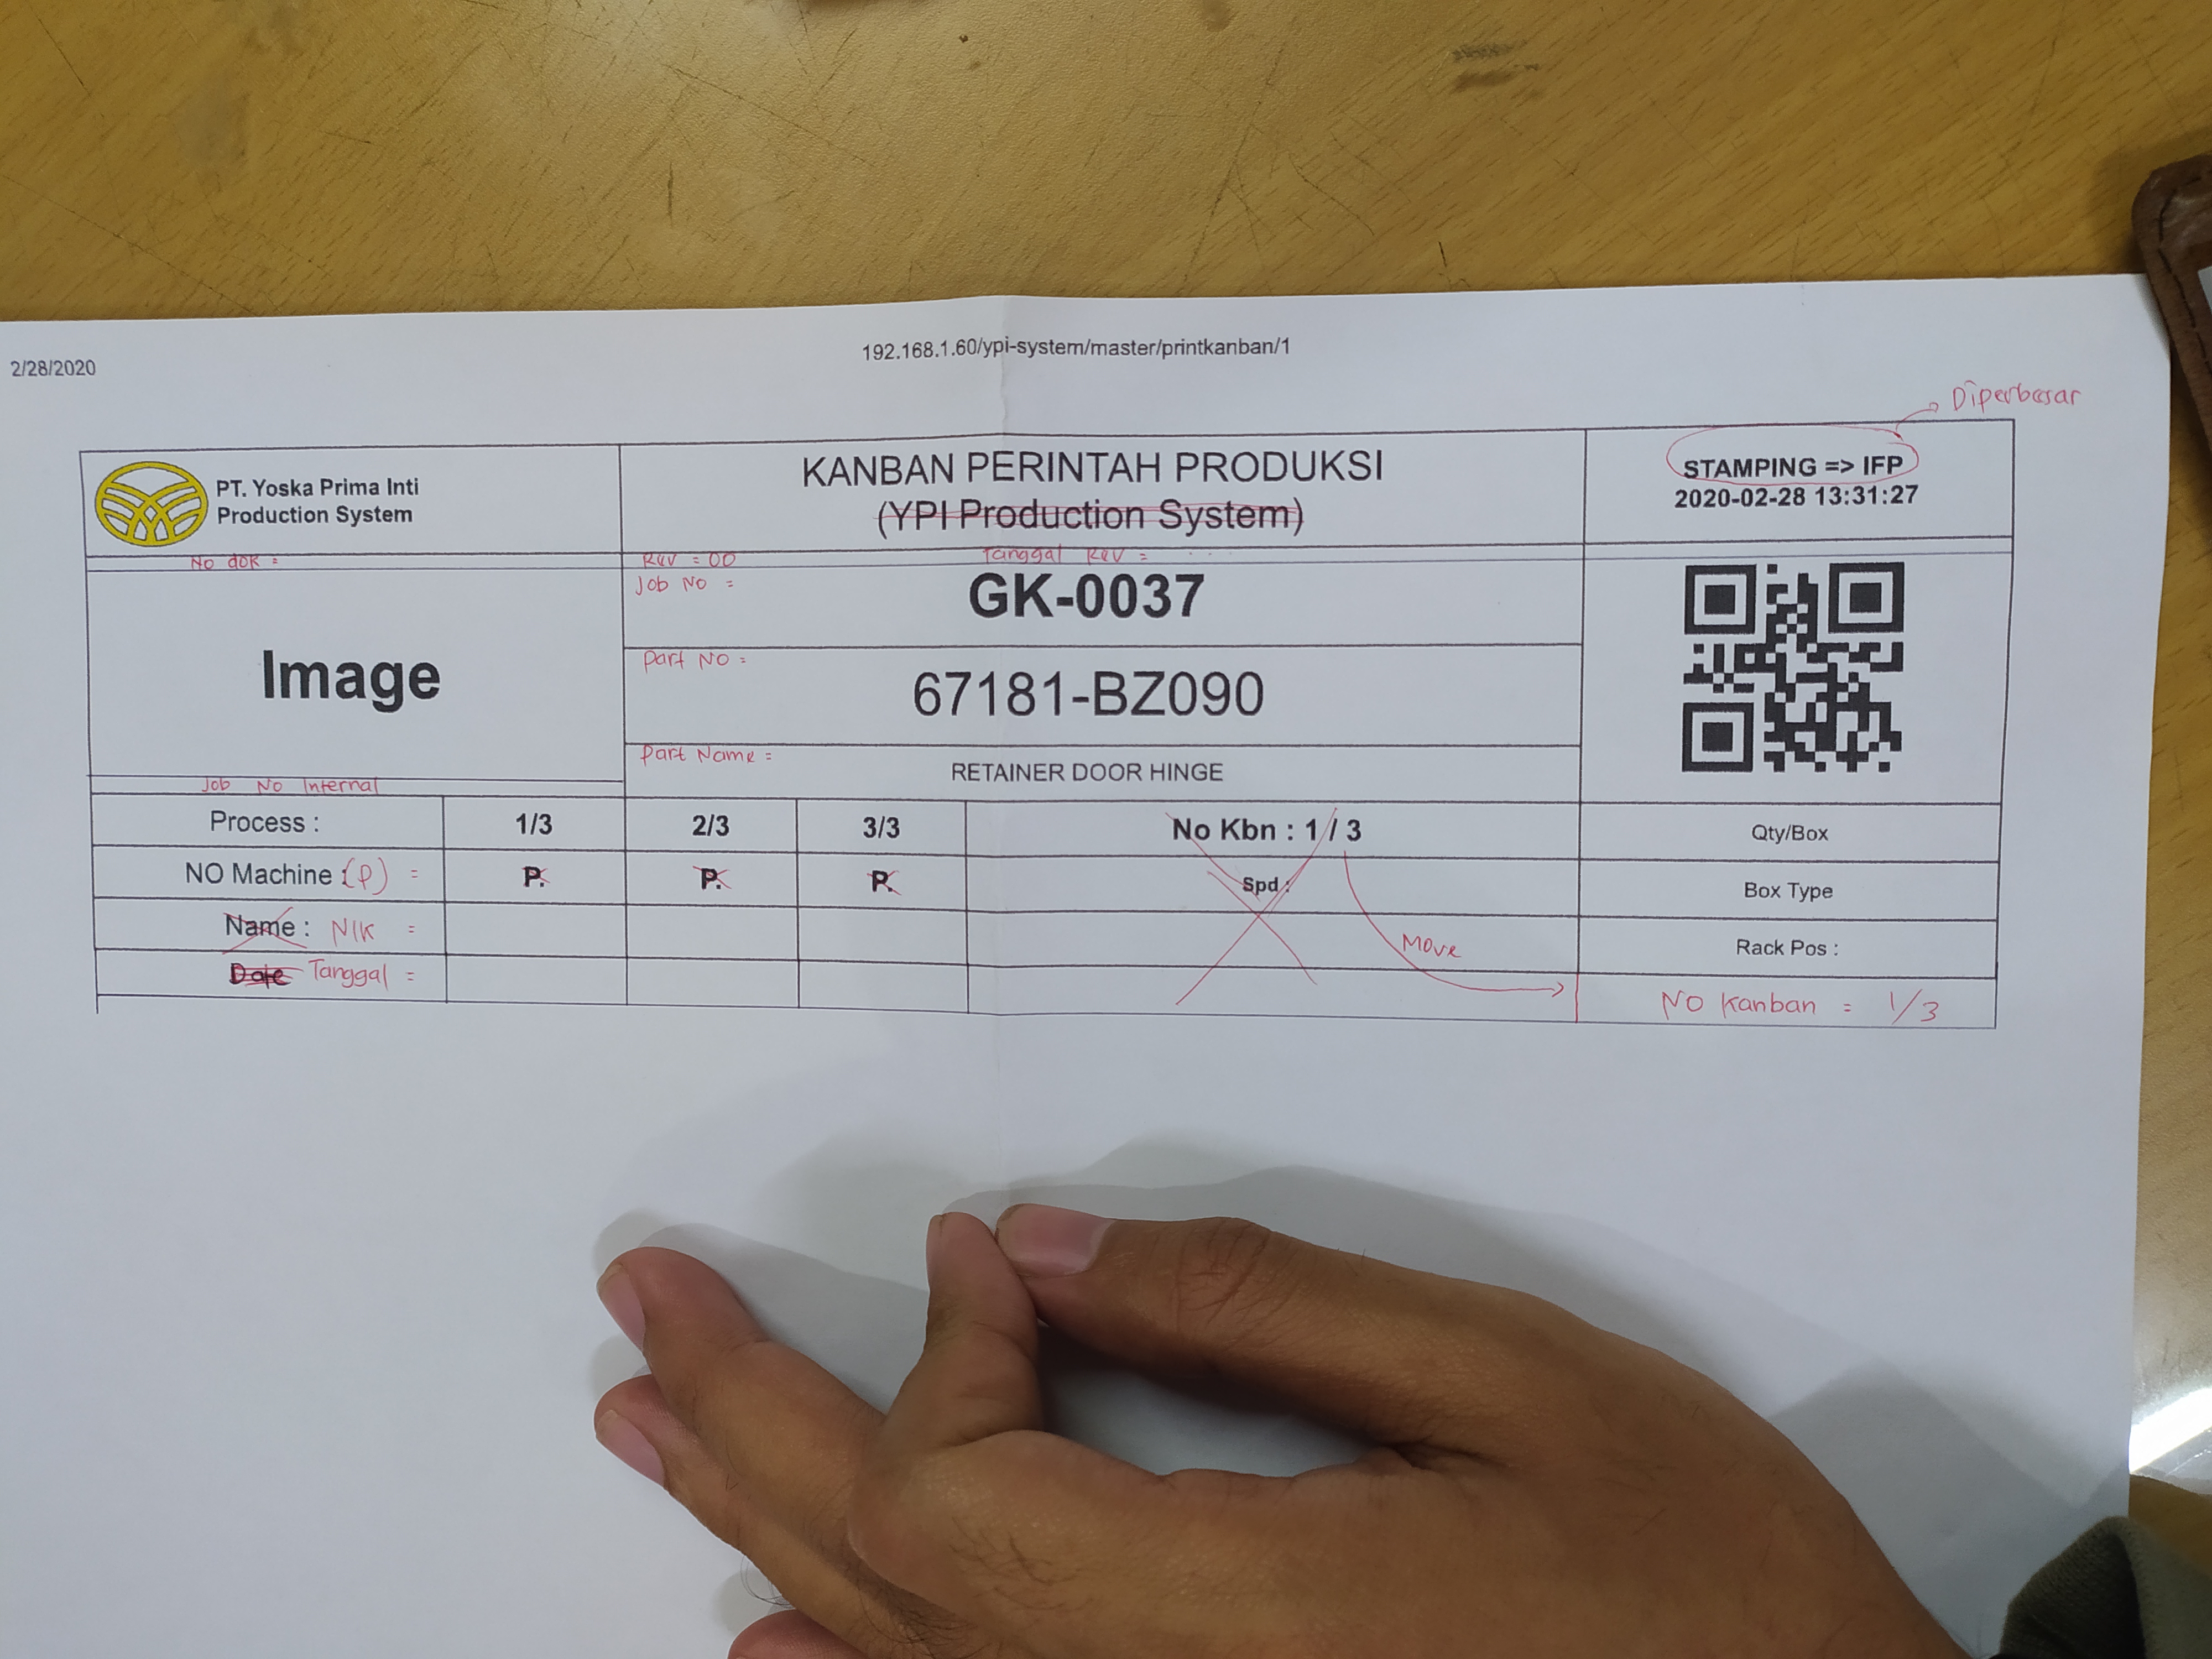 2/28/2020
192.168.1.60/ypi-system/master/printkanban/1
Diperbesar
PT. Yoska Prima Inti
Production System
KANBAN PERINTAH PRODUKSI
(YPI Production System)
STAMPING => IFP
2020-02-28 13:31:27
No dok =
Rev = 00
Tanggal Rev =
Image
Job No =
GK-0037
Part No =
67181-BZ090
Part Name =
RETAINER DOOR HINGE
Job No Internal
Process : 1/3 2/3 3/3 No Kbn : 1 / 3 Qty/Box
NO Machine : (P) = P. P. P. Spd : Box Type
Name : NIK = Move Rack Pos :
Date Tanggal = NO Kanban = 1/3